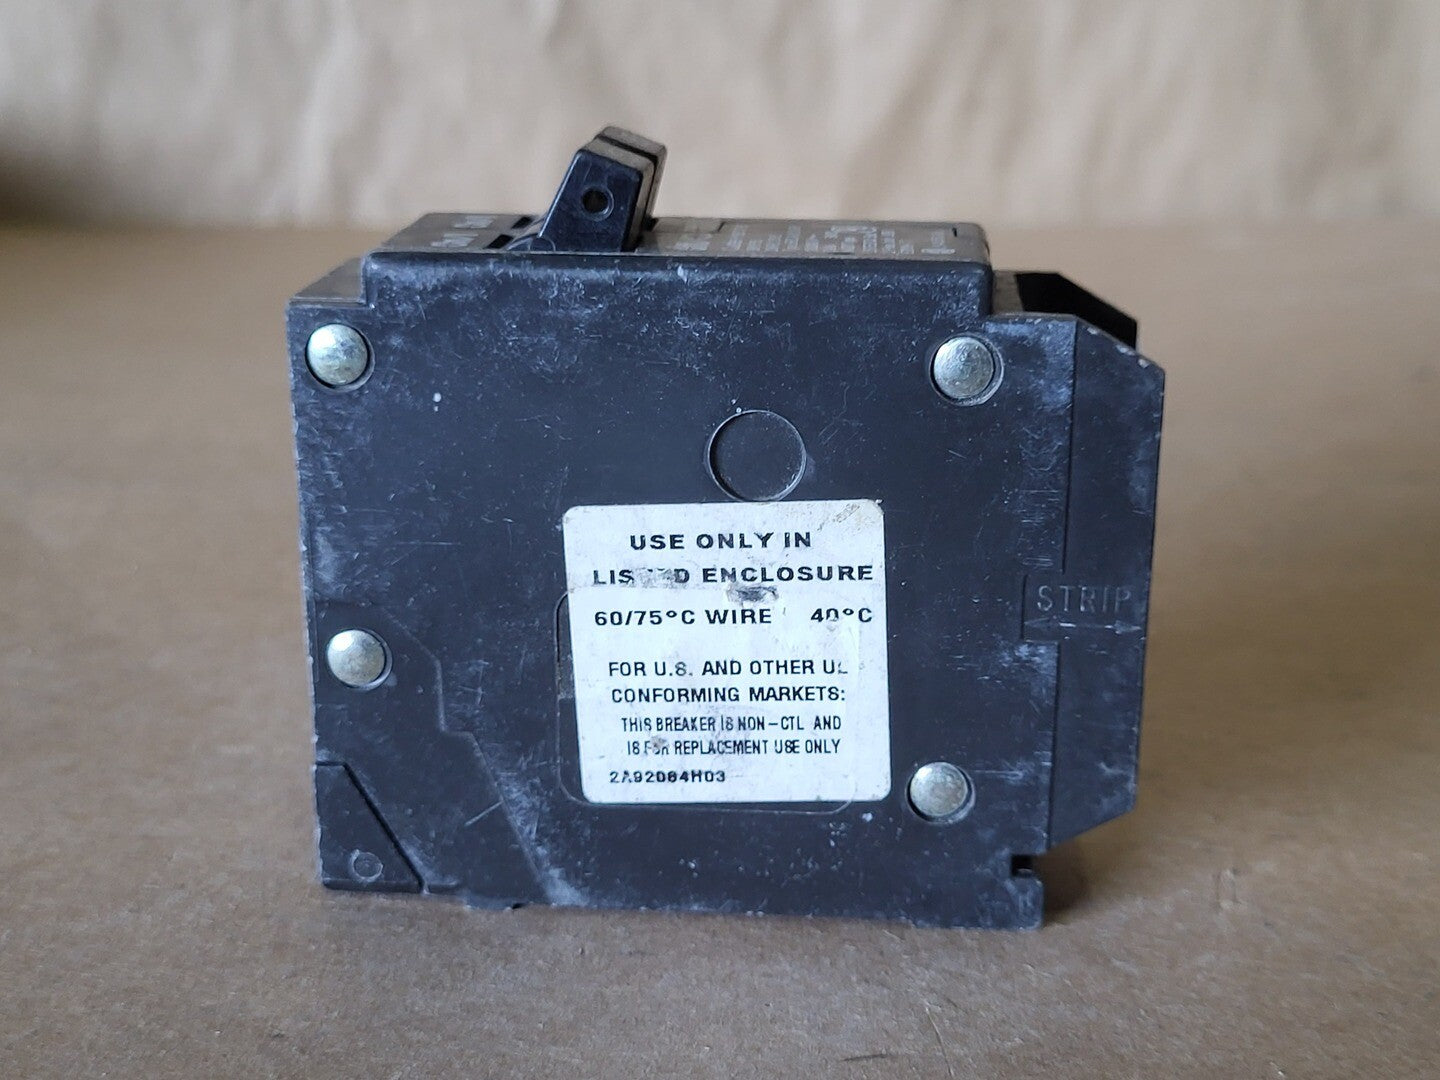 USE ONLY IN
LISTED ENCLOSURE
60/75°C WIRE 40°C
FOR U.S. AND OTHER UL
CONFORMING MARKETS:
THIS BREAKER IS NON-CTL AND
IS FOR REPLACEMENT USE ONLY
2A92084H03
STRIP